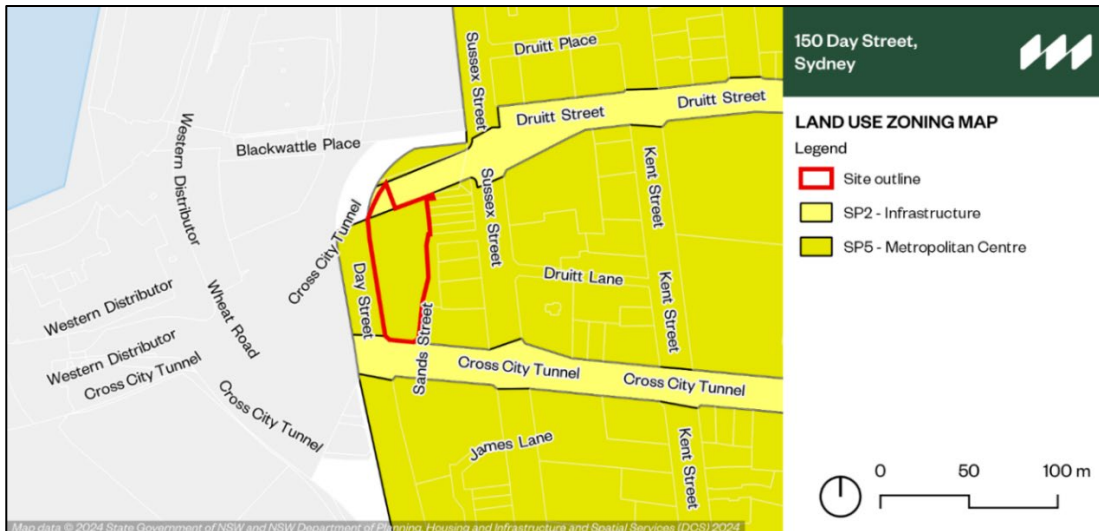 Druitt Place
Sussex Street
Druitt Street
Druitt Street
Blackwattle Place
Western Distributor
Kent Street
Sussex Street
Cross City Tunnel
Druitt Lane
Day Street
Western Distributor
Wheat Road
Sands Street
Kent Street
Western Distributor
Cross City Tunnel
Cross City Tunnel
Cross City Tunnel
Cross City Tunnel
James Lane
Kent Street
Map data © 2024 State Government of NSW and NSW Department of Planning, Housing and Infrastructure and Spatial Services (DCS) 2024
150 Day Street,
Sydney
LAND USE ZONING MAP
Legend
Site outline
SP2 - Infrastructure
SP5 - Metropolitan Centre
0 50 100 m